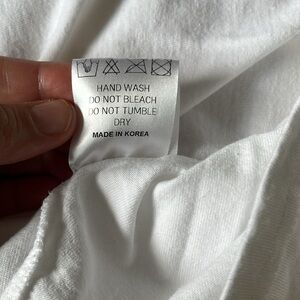 HAND WASH
DO NOT BLEACH
DO NOT TUMBLE
DRY
MADE IN KOREA